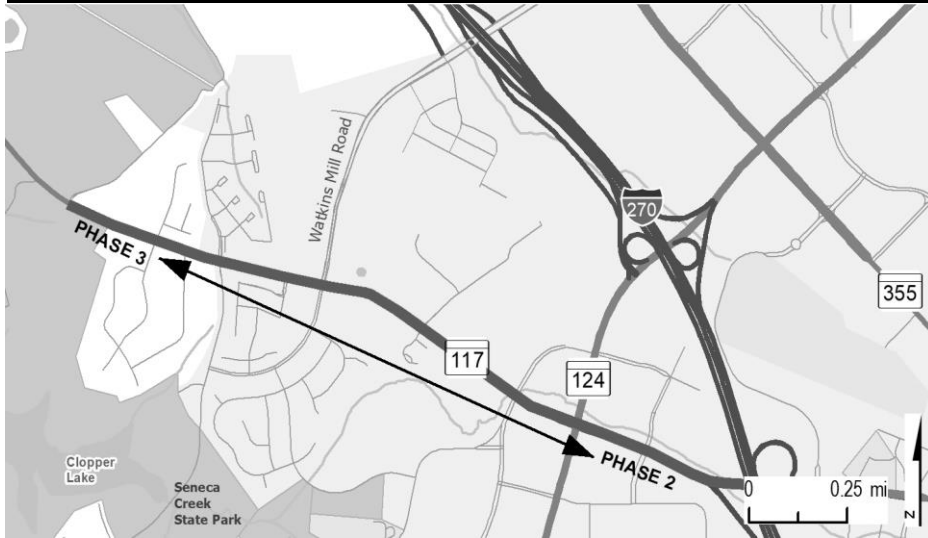 Watkins Mill Road
270
PHASE 3
355
117
124
PHASE 2
Clopper
Lake
0 0.25 mi
Seneca
Creek
State Park
N